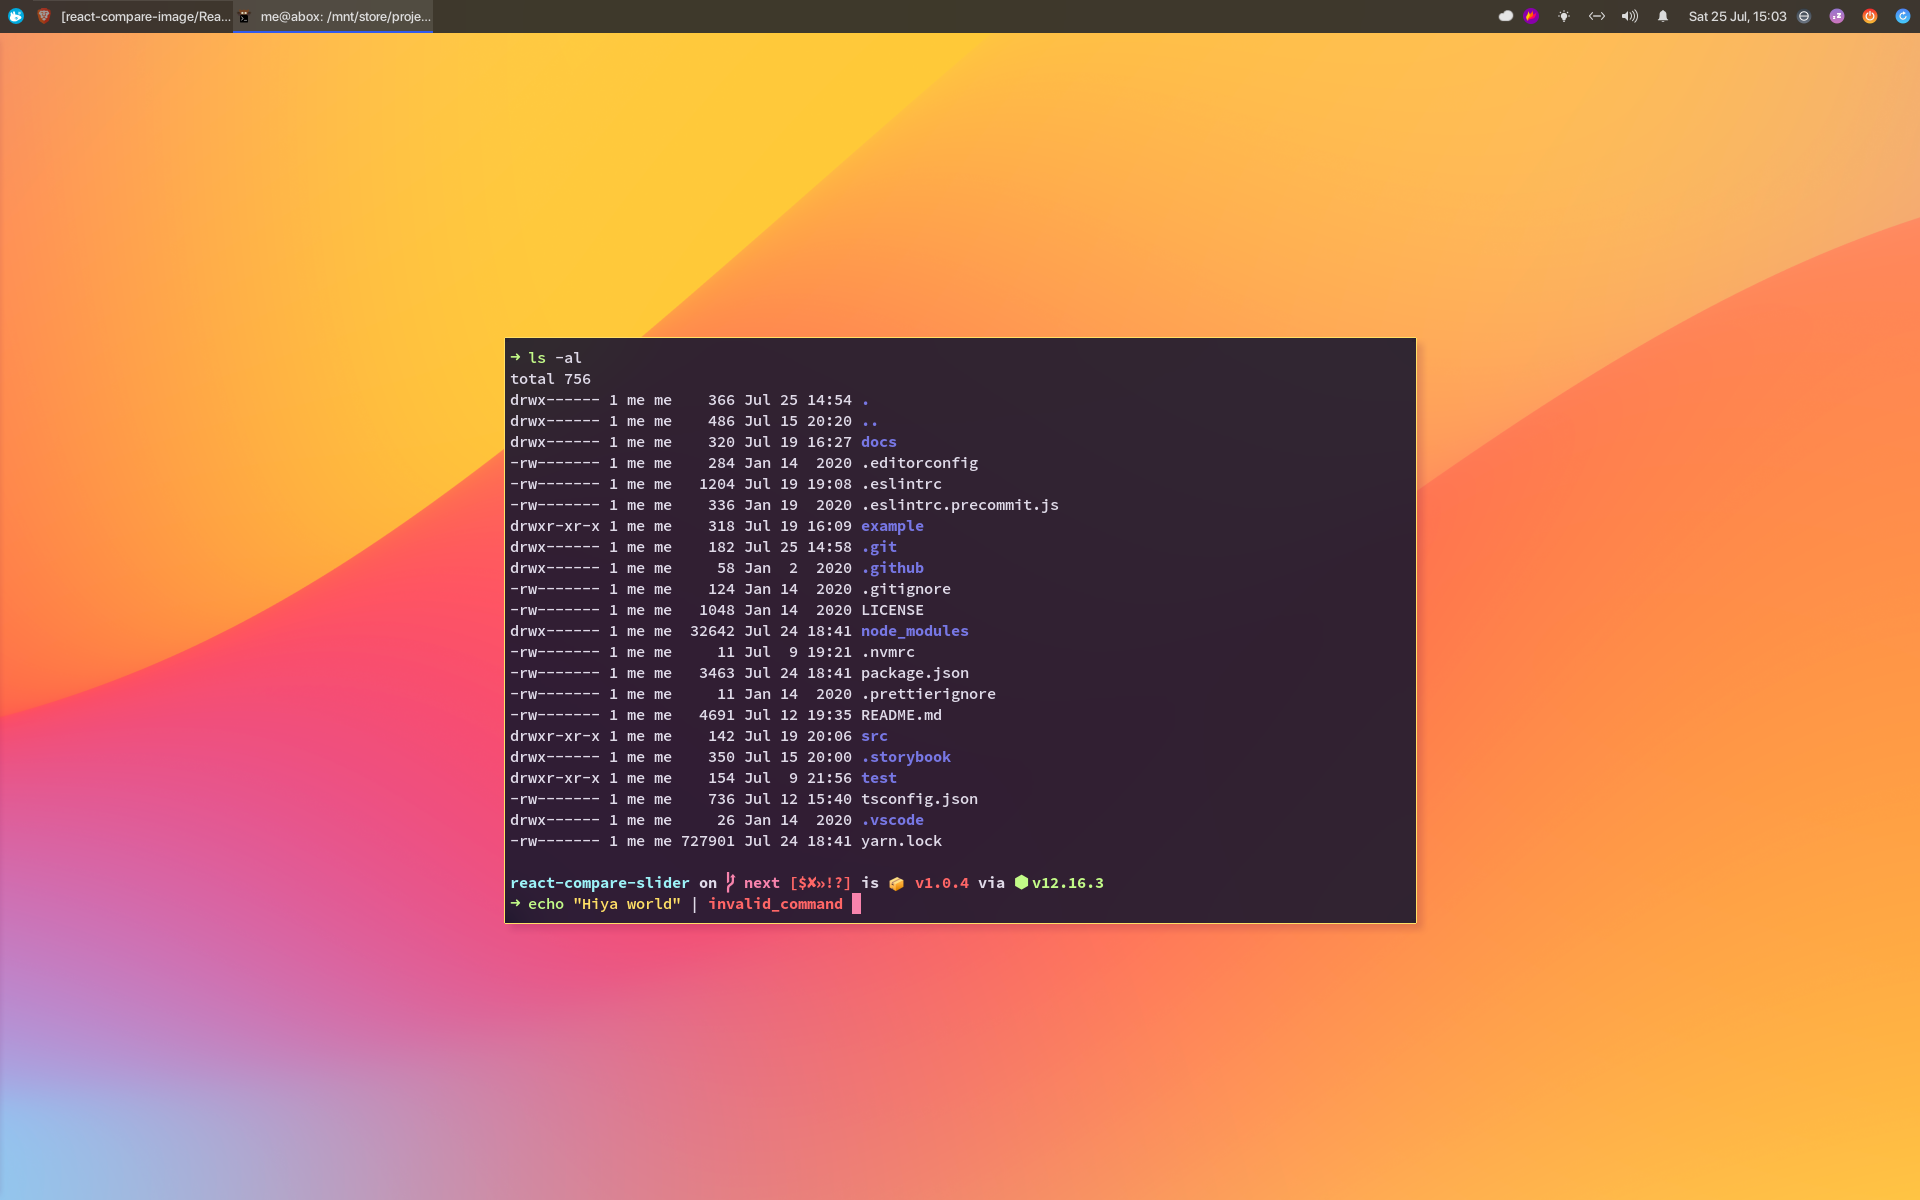 [react-compare-image/Rea... me@abox: /mnt/store/proje... Sat 25 Jul, 15:03
➜ ls -al
total 756
drwx------ 1 me me    366 Jul 25 14:54 .
drwx------ 1 me me    486 Jul 15 20:20 ..
drwx------ 1 me me    320 Jul 19 16:27 docs
-rw------- 1 me me    284 Jan 14  2020 .editorconfig
-rw------- 1 me me   1204 Jul 19 19:08 .eslintrc
-rw------- 1 me me    336 Jan 19  2020 .eslintrc.precommit.js
drwxr-xr-x 1 me me    318 Jul 19 16:09 example
drwx------ 1 me me    182 Jul 25 14:58 .git
drwx------ 1 me me     58 Jan  2  2020 .github
-rw------- 1 me me    124 Jan 14  2020 .gitignore
-rw------- 1 me me   1048 Jan 14  2020 LICENSE
drwx------ 1 me me  32642 Jul 24 18:41 node_modules
-rw------- 1 me me     11 Jul  9 19:21 .nvmrc
-rw------- 1 me me   3463 Jul 24 18:41 package.json
-rw------- 1 me me     11 Jan 14  2020 .prettierignore
-rw------- 1 me me   4691 Jul 12 19:35 README.md
drwxr-xr-x 1 me me    142 Jul 19 20:06 src
drwx------ 1 me me    350 Jul 15 20:00 .storybook
drwxr-xr-x 1 me me    154 Jul  9 21:56 test
-rw------- 1 me me    736 Jul 12 15:40 tsconfig.json
drwx------ 1 me me     26 Jan 14  2020 .vscode
-rw------- 1 me me 727901 Jul 24 18:41 yarn.lock
react-compare-slider on next [$✘»!?] is 📦 v1.0.4 via ⬢ v12.16.3
➜ echo "Hiya world" | invalid_command